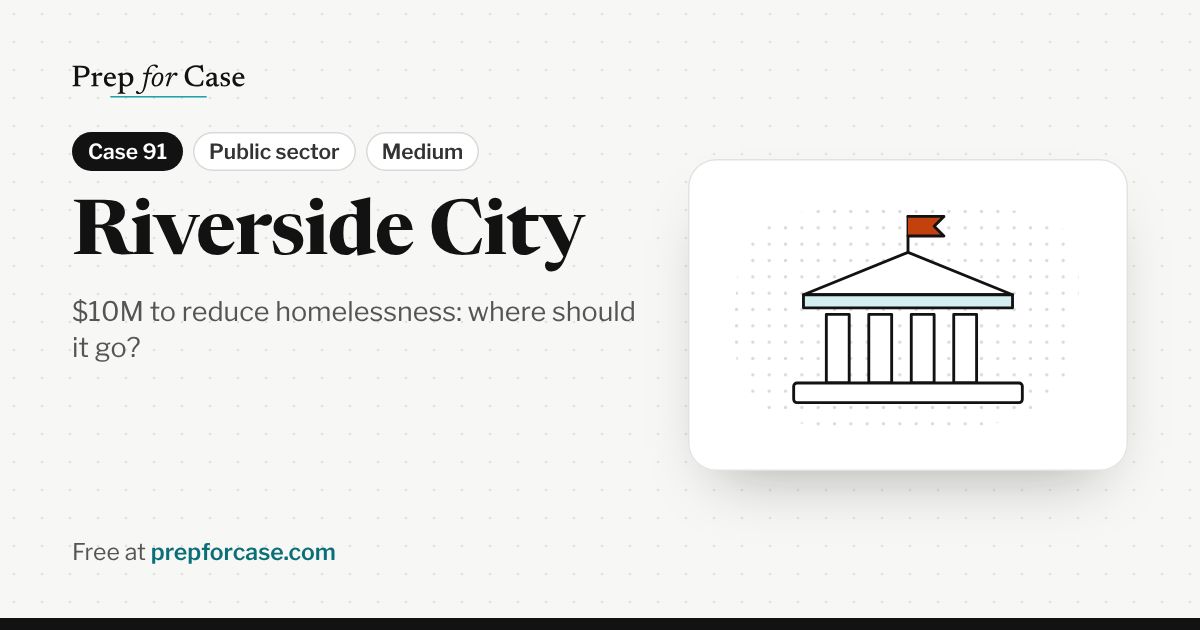 Prep for Case
Case 91 Public sector Medium
Riverside City
$10M to reduce homelessness: where should
it go?
Free at prepforcase.com